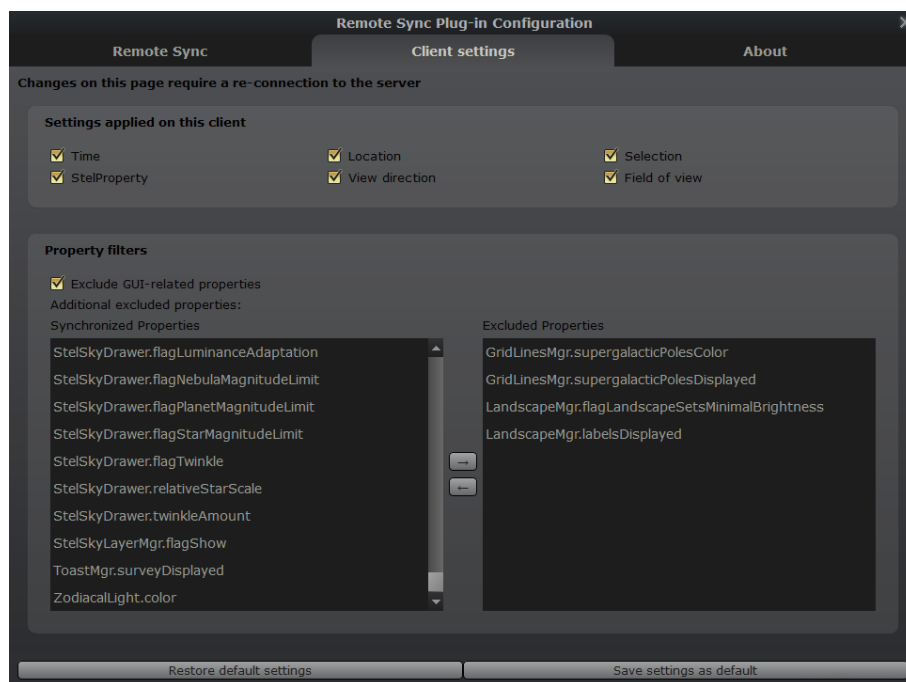 Remote Sync Plug-in Configuration
Remote Sync
Client settings
About
Changes on this page require a re-connection to the server
Settings applied on this client
Time
Location
Selection
StelProperty
View direction
Field of view
Property filters
Exclude GUI-related properties
Additional excluded properties:
Synchronized Properties
StelSkyDrawer.flagLuminanceAdaptation
StelSkyDrawer.flagNebulaMagnitudeLimit
StelSkyDrawer.flagPlanetMagnitudeLimit
StelSkyDrawer.flagStarMagnitudeLimit
StelSkyDrawer.flagTwinkle
StelSkyDrawer.relativeStarScale
StelSkyDrawer.twinkleAmount
StelSkyLayerMgr.flagShow
ToastMgr.surveyDisplayed
ZodiacalLight.color
→
←
Excluded Properties
GridLinesMgr.supergalacticPolesColor
GridLinesMgr.supergalacticPolesDisplayed
LandscapeMgr.flagLandscapeSetsMinimalBrightness
LandscapeMgr.labelsDisplayed
Restore default settings
Save settings as default